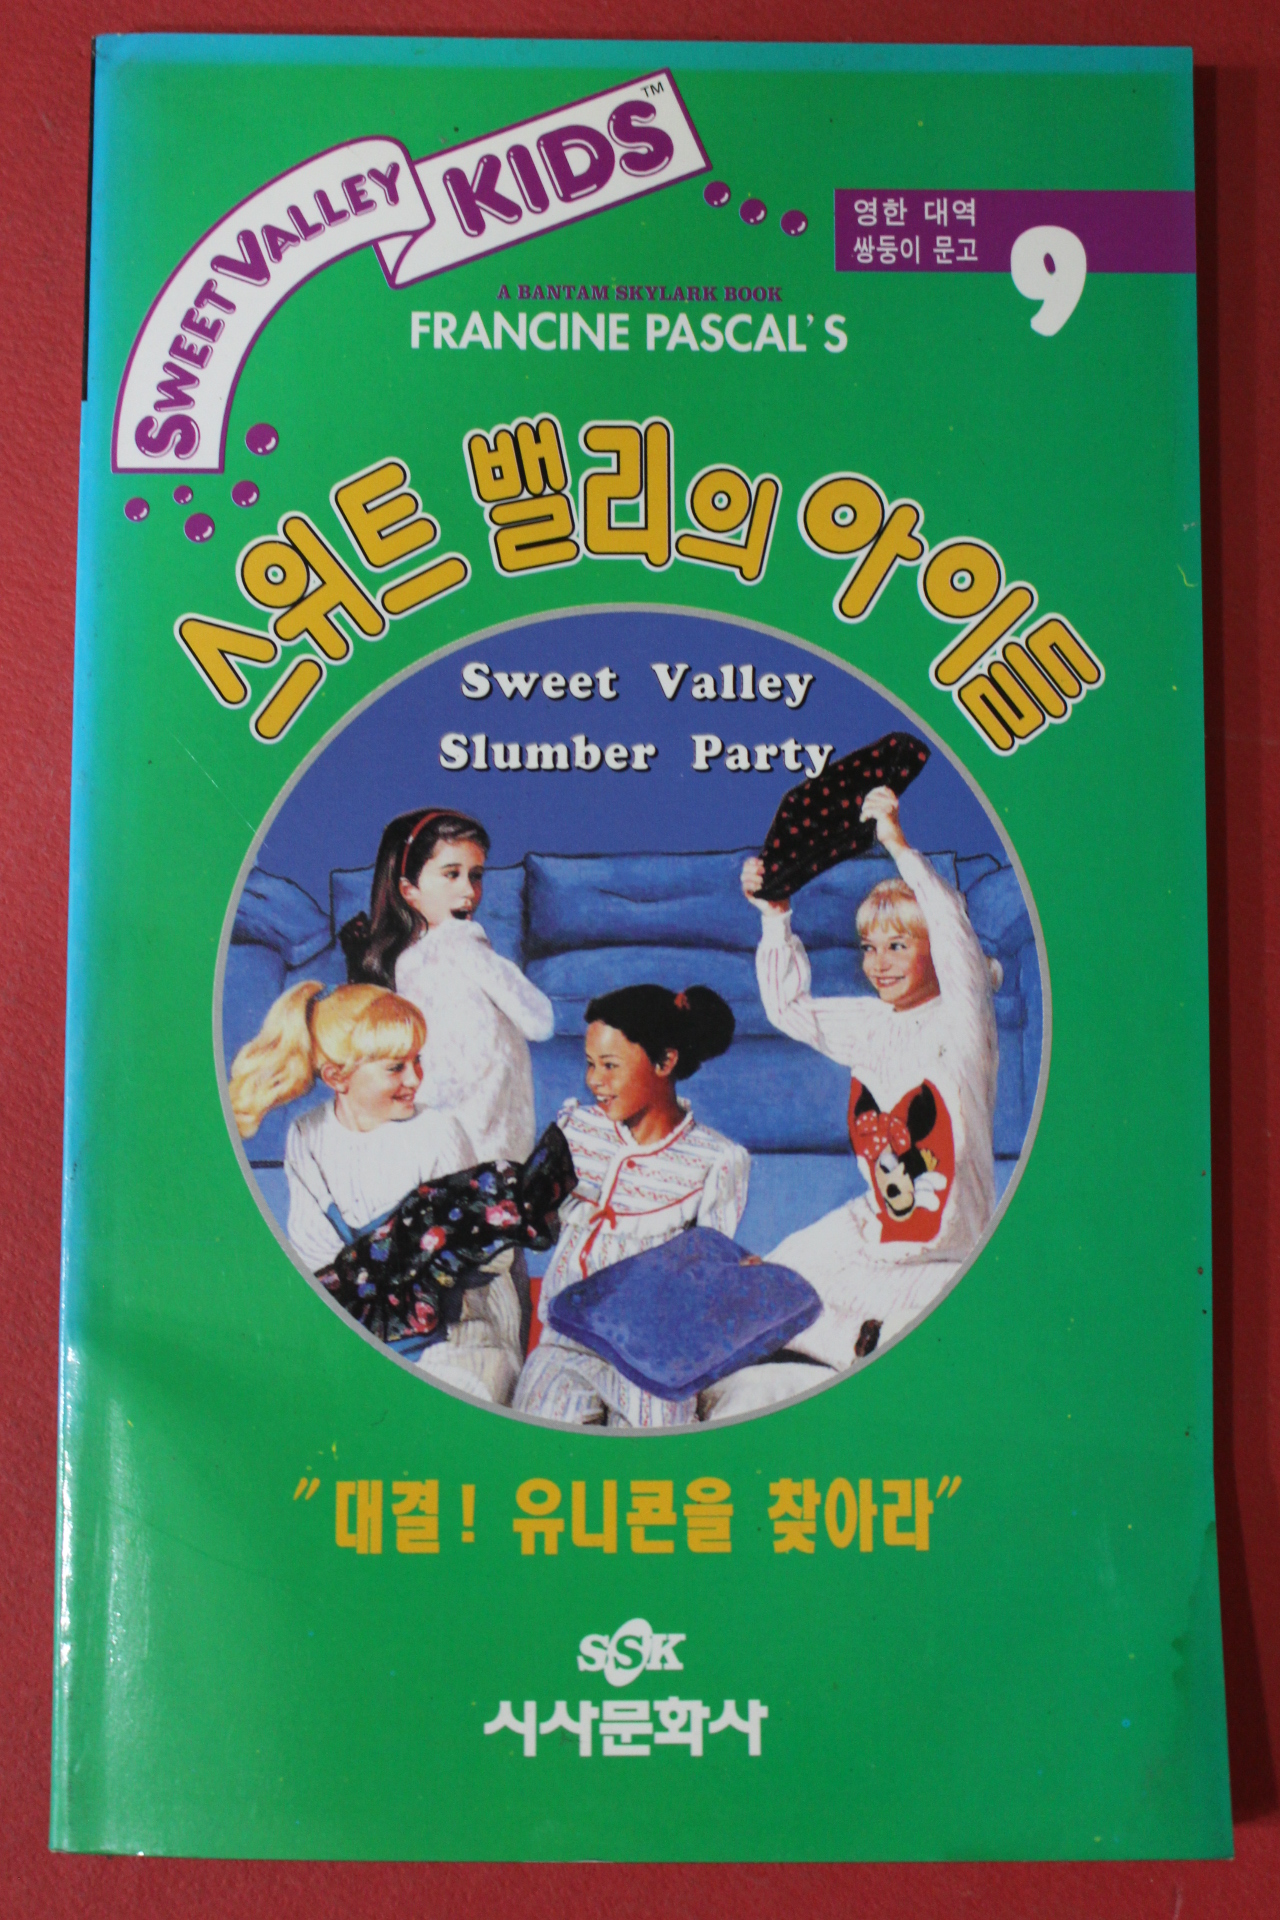 SWEET VALLEY KIDS™
영한 대역
쌍둥이 문고
9
A BANTAM SKYLARK BOOK
FRANCINE PASCAL'S
스위트 밸리의 아이들
Sweet Valley
Slumber Party
"대결! 유니콘을 찾아라"
SSK
시사문화사